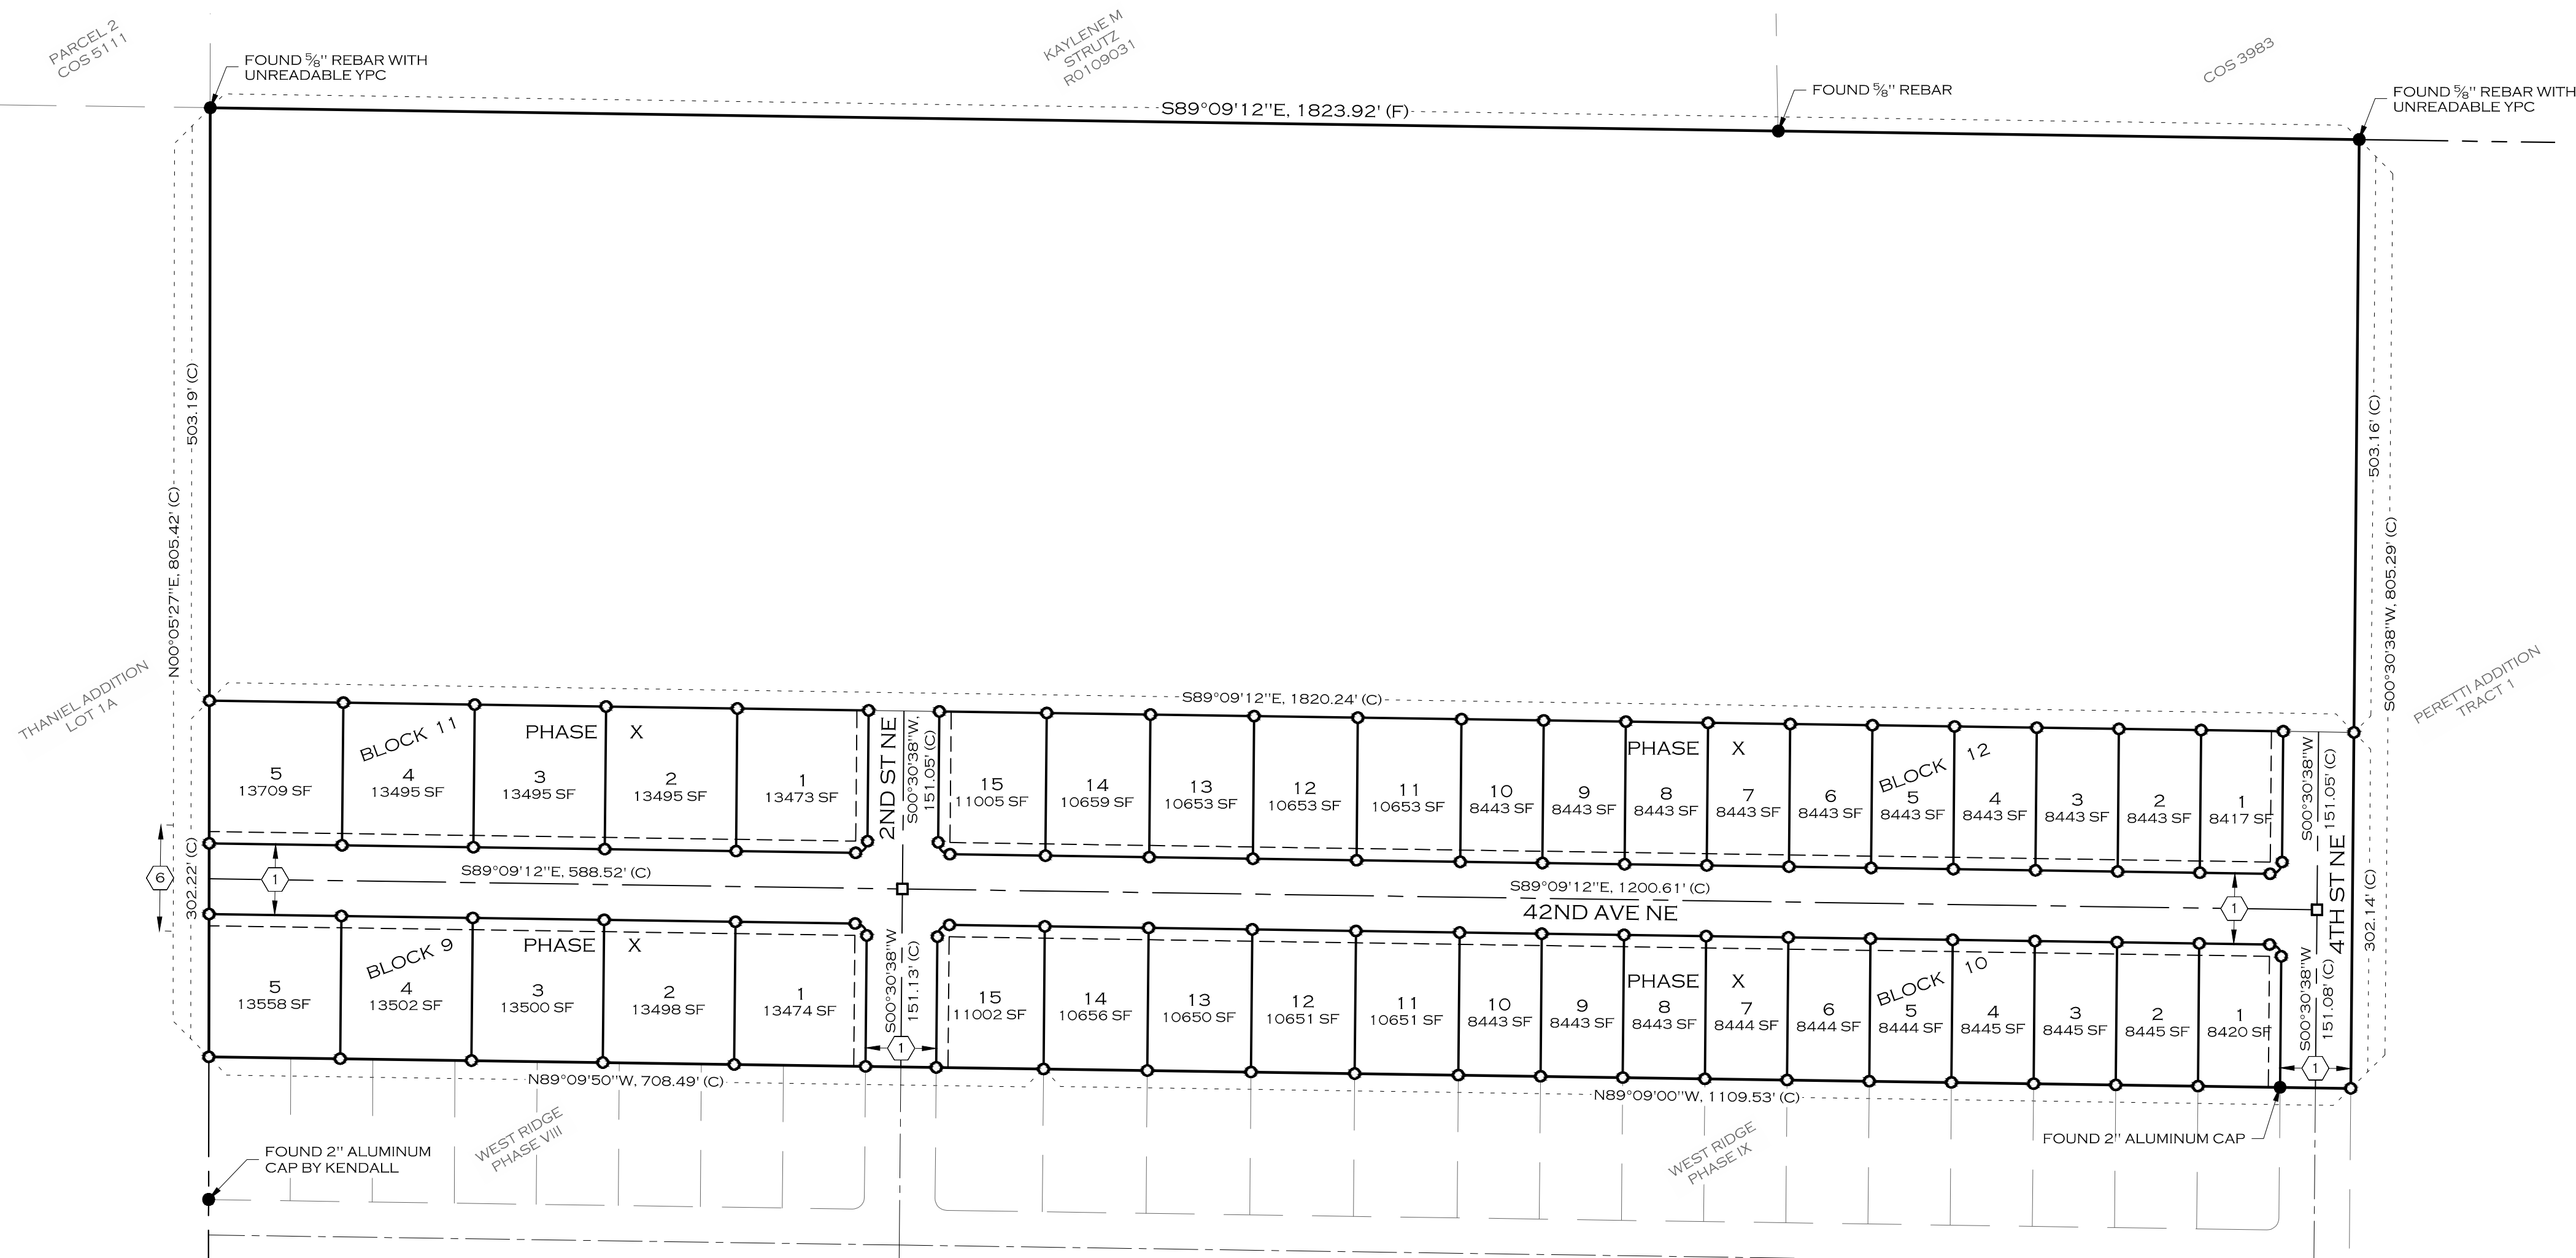 PARCEL 2
COS 5111
KAYLENE M
STRUTZ
R0109031
COS 3983
FOUND ⅝" REBAR WITH
UNREADABLE YPC
S89°09'12"E, 1823.92' (F)
FOUND ⅝" REBAR
FOUND ⅝" REBAR WITH
UNREADABLE YPC
503.19' (C)
N00°05'27"E, 805.42' (C)
503.16' (C)
S00°30'38"W, 805.29' (C)
THANIEL ADDITION
LOT 1A
PERETTI ADDITION
TRACT 1
S89°09'12"E, 1820.24' (C)
BLOCK 11
PHASE X
5
13709 SF
4
13495 SF
3
13495 SF
2
13495 SF
1
13473 SF
2ND ST NE
S00°30'38"W,
151.05' (C)
PHASE X
BLOCK 12
15
11005 SF
14
10659 SF
13
10653 SF
12
10653 SF
11
10653 SF
10
8443 SF
9
8443 SF
8
8443 SF
7
8443 SF
6
8443 SF
5
8443 SF
4
8443 SF
3
8443 SF
2
8443 SF
1
8417 SF
S00°30'38"W
151.05' (C)
4TH ST NE
302.22' (C)
6
1
S89°09'12"E, 588.52' (C)
S89°09'12"E, 1200.61' (C)
42ND AVE NE
1
302.14' (C)
BLOCK 9
PHASE X
5
13558 SF
4
13502 SF
3
13500 SF
2
13498 SF
1
13474 SF
S00°30'38"W
151.13' (C)
1
PHASE X
BLOCK 10
15
11002 SF
14
10656 SF
13
10650 SF
12
10651 SF
11
10651 SF
10
8443 SF
9
8443 SF
8
8443 SF
7
8444 SF
6
8444 SF
5
8444 SF
4
8445 SF
3
8445 SF
2
8445 SF
1
8420 SF
S00°30'38"W
151.08' (C)
1
N89°09'50"W, 708.49' (C)
N89°09'00"W, 1109.53' (C)
WEST RIDGE
PHASE VIII
WEST RIDGE
PHASE IX
FOUND 2" ALUMINUM
CAP BY KENDALL
FOUND 2" ALUMINUM CAP